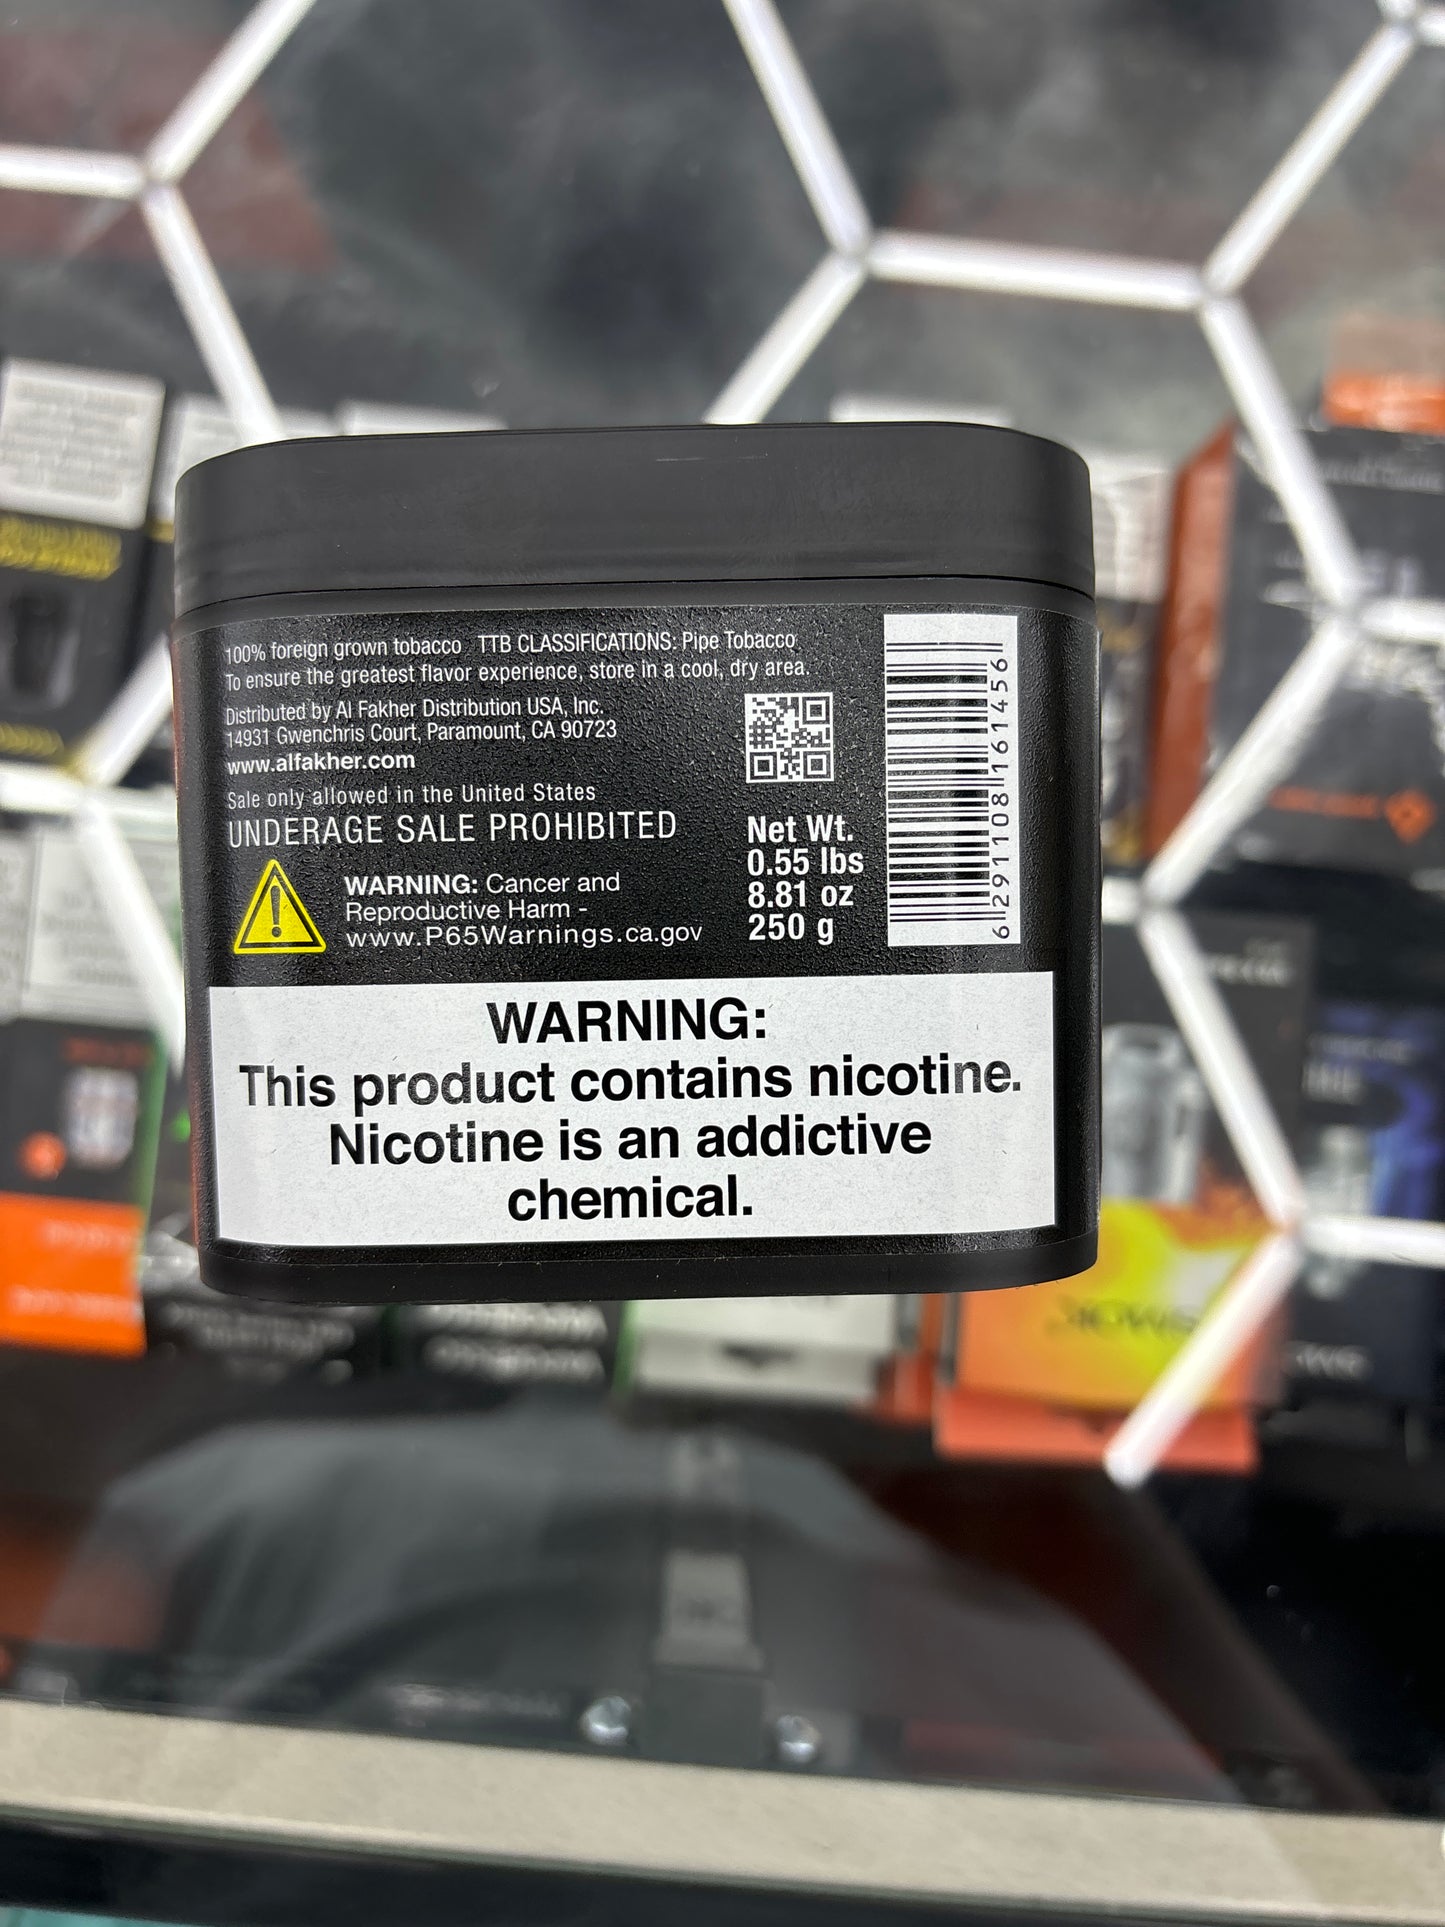 100% foreign grown tobacco TTB CLASSIFICATIONS: Pipe Tobacco
To ensure the greatest flavor experience, store in a cool, dry area.
Distributed by Al Fakher Distribution USA, Inc.
14931 Gwenchris Court, Paramount, CA 90723
www.alfakher.com
Sale only allowed in the United States
UNDERAGE SALE PROHIBITED
WARNING: Cancer and
Reproductive Harm -
www.P65Warnings.ca.gov
Net Wt.
0.55 lbs
8.81 oz
250 g
6 291108 161456
WARNING:
This product contains nicotine.
Nicotine is an addictive
chemical.
SMOK